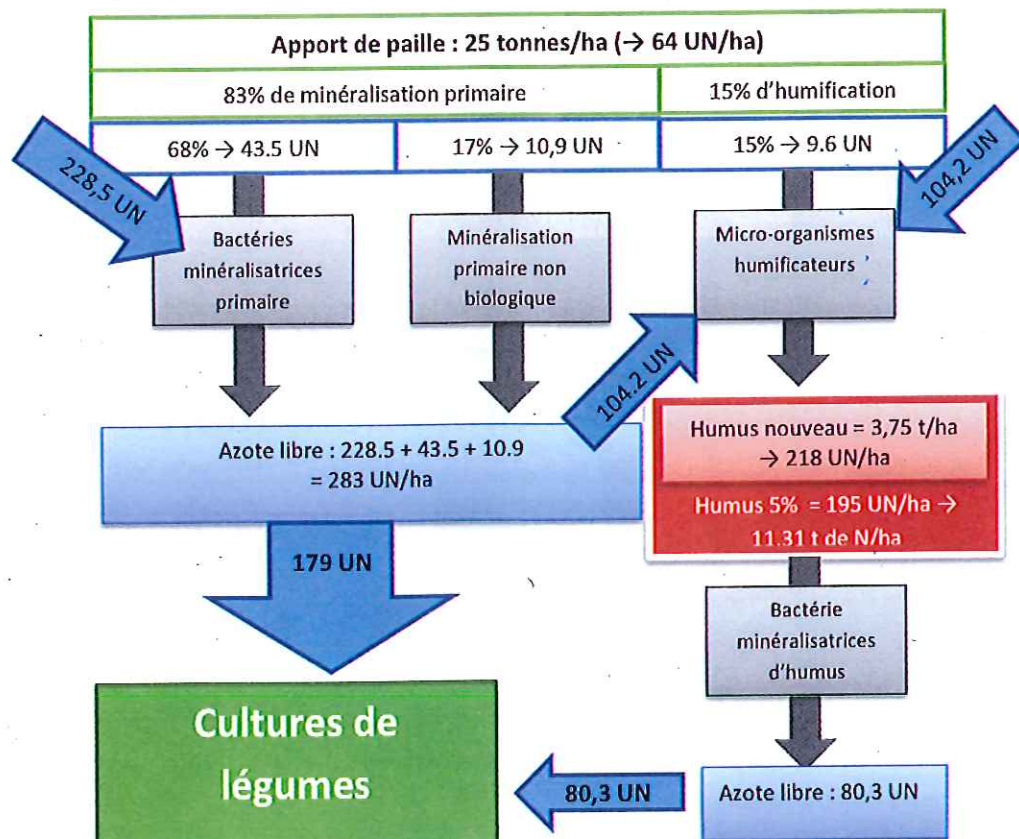 Apport de paille : 25 tonnes/ha (→ 64 UN/ha)
83% de minéralisation primaire
15% d'humification
68% → 43.5 UN
17% → 10,9 UN
15% → 9.6 UN
228,5 UN
104,2 UN
Bactéries
minéralisatrices
primaire
Minéralisation
primaire non
biologique
Micro-organismes
humificateurs
104.2 UN
Azote libre : 228.5 + 43.5 + 10.9
= 283 UN/ha
Humus nouveau = 3,75 t/ha
→ 218 UN/ha
Humus 5% = 195 UN/ha →
11.31 t de N/ha
179 UN
Bactérie
minéralisatrices
d'humus
Cultures de
légumes
80,3 UN
Azote libre : 80,3 UN